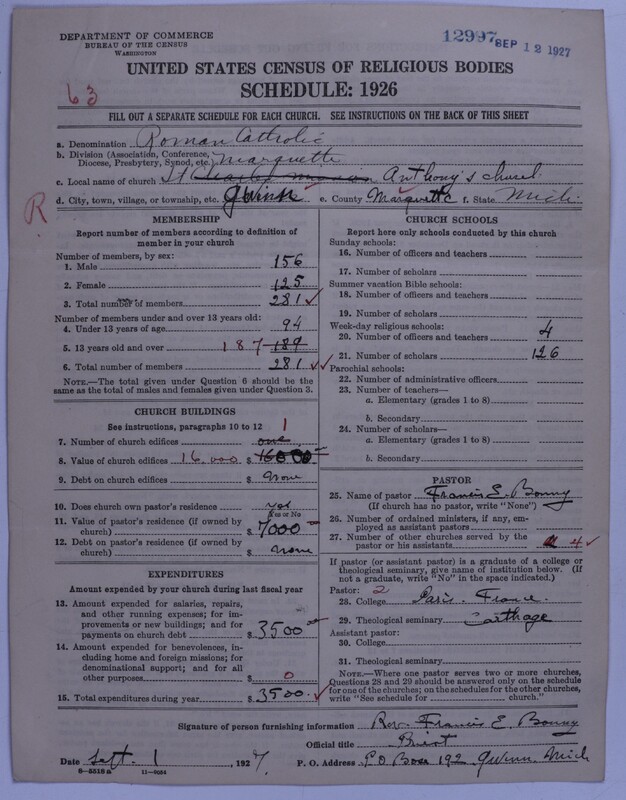 DEPARTMENT OF COMMERCE
BUREAU OF THE CENSUS
WASHINGTON
12997 SEP 12 1927
UNITED STATES CENSUS OF RELIGIOUS BODIES
63
SCHEDULE: 1926
FILL OUT A SEPARATE SCHEDULE FOR EACH CHURCH. SEE INSTRUCTIONS ON THE BACK OF THIS SHEET
a. Denomination Roman Catholic
b. Division (Association, Conference, Diocese, Presbytery, Synod, etc.) Marquette
c. Local name of church St Anthony's church
d. City, town, village, or township, etc. Gwinn e. County Marquette f. State Mich.
R
MEMBERSHIP
Report number of members according to definition of member in your church
Number of members, by sex:
1. Male 156
2. Female 125
3. Total number of members 281 ✓
Number of members under and over 13 years old:
4. Under 13 years of age 94
5. 13 years old and over 187 189
6. Total number of members 281 ✓✓
NOTE.—The total given under Question 6 should be the same as the total of males and females given under Question 3.
CHURCH BUILDINGS
See instructions, paragraphs 10 to 12
7. Number of church edifices one 1
8. Value of church edifices 16 000 $ 16000
9. Debt on church edifices $ None
10. Does church own pastor's residence yes
Yes or No
11. Value of pastor's residence (if owned by church) $ 7000
12. Debt on pastor's residence (if owned by church) $ none
EXPENDITURES
Amount expended by your church during last fiscal year
13. Amount expended for salaries, repairs, and other running expenses; for improvements or new buildings; and for payments on church debt $ 3500
14. Amount expended for benevolences, including home and foreign missions; for denominational support; and for all other purposes $ 0
15. Total expenditures during year $ 3500. ✓
CHURCH SCHOOLS
Report here only schools conducted by this church
Sunday schools:
16. Number of officers and teachers
17. Number of scholars
Summer vacation Bible schools:
18. Number of officers and teachers
19. Number of scholars
Week-day religious schools:
20. Number of officers and teachers 4
21. Number of scholars 126
Parochial schools:
22. Number of administrative officers
23. Number of teachers—
a. Elementary (grades 1 to 8)
b. Secondary
24. Number of scholars—
a. Elementary (grades 1 to 8)
b. Secondary
PASTOR
25. Name of pastor Francis E. Bonny
(If church has no pastor, write "None")
26. Number of ordained ministers, if any, employed as assistant pastors
27. Number of other churches served by the pastor or his assistants 4 ✓
If pastor (or assistant pastor) is a graduate of a college or theological seminary, give name of institution below. (If not a graduate, write "No" in the space indicated.)
Pastor: 2
28. College Paris. France
29. Theological seminary Carthage
Assistant pastor:
30. College
31. Theological seminary
NOTE.—Where one pastor serves two or more churches, Questions 28 and 29 should be answered only on the schedule for one of the churches; on the schedules for the other churches, write "See schedule for ________ church."
Signature of person furnishing information Rev. Francis E. Bonny
Official title Priest
Date Sept. 1, 1927 P. O. Address PO Box 192 Gwinn Mich
8—5518 a 11—9054